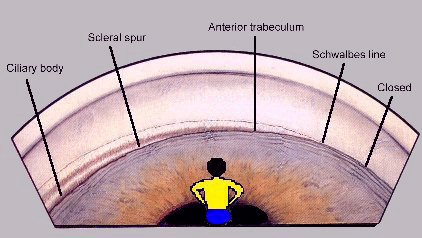 Anterior trabeculum
Scleral spur
Schwalbes line
Ciliary body
Closed